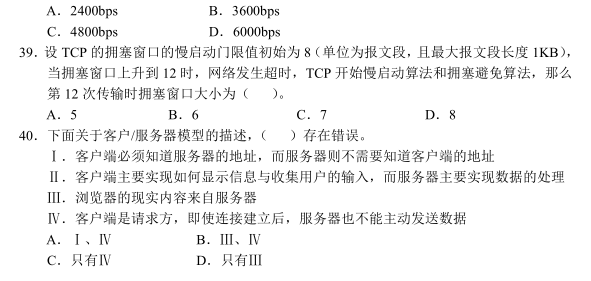 A．2400bps B．3600bps
C．4800bps D．6000bps
39．设 TCP 的拥塞窗口的慢启动门限值初始为 8（单位为报文段，且最大报文段长度 1KB），
当拥塞窗口上升到 12 时，网络发生超时，TCP 开始慢启动算法和拥塞避免算法，那么
第 12 次传输时拥塞窗口大小为（ ）。
A．5 B．6 C．7 D．8
40．下面关于客户/服务器模型的描述，（ ）存在错误。
Ⅰ．客户端必须知道服务器的地址，而服务器则不需要知道客户端的地址
Ⅱ．客户端主要实现如何显示信息与收集用户的输入，而服务器主要实现数据的处理
Ⅲ．浏览器的现实内容来自服务器
Ⅳ．客户端是请求方，即使连接建立后，服务器也不能主动发送数据
A．Ⅰ、Ⅳ B．Ⅲ、Ⅳ
C．只有Ⅳ D．只有Ⅲ